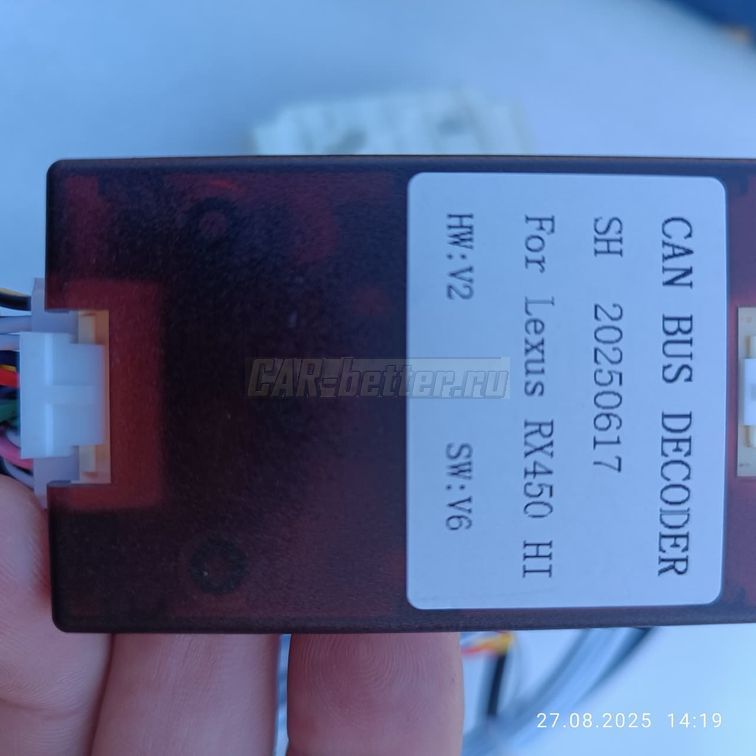 CAN BUS DECODER
SH 20250617
For Lexus RX450 HI
HW:V2 SW:V6
CAR-better.ru
27.08.2025 14:19